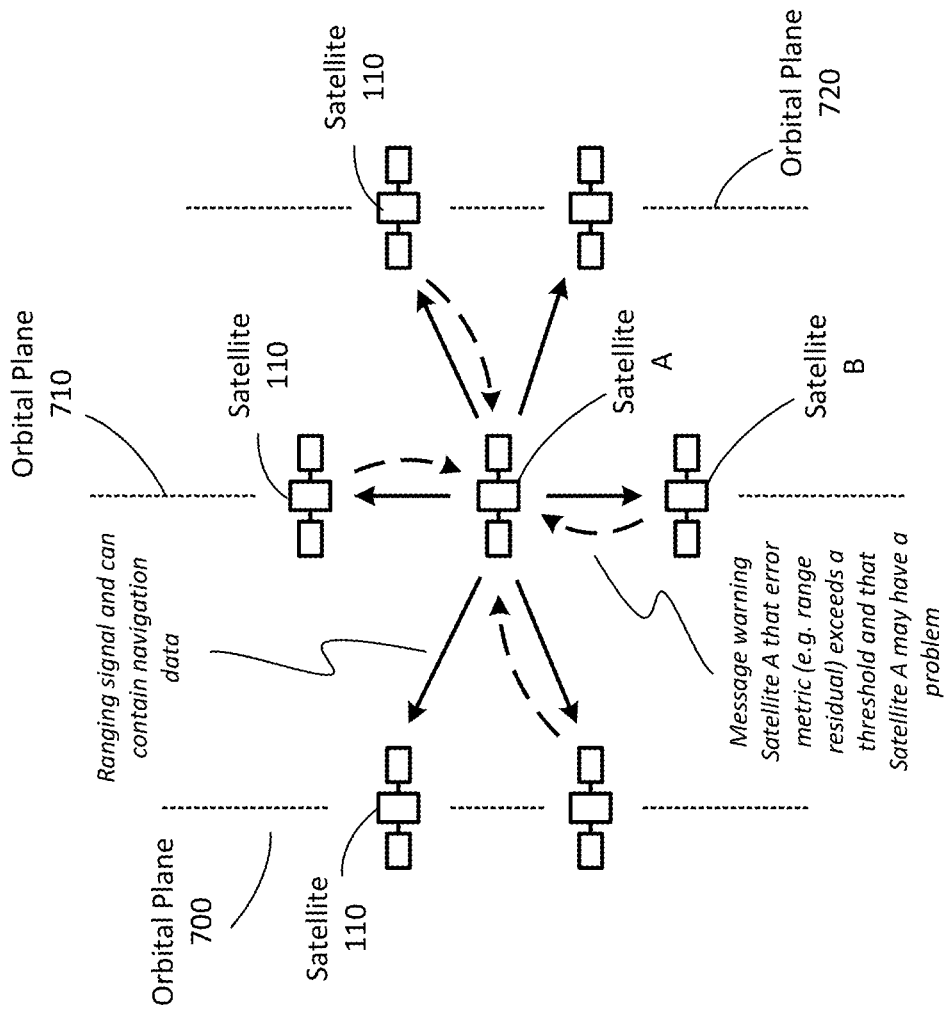 Orbital Plane
700
Satellite
110
Ranging signal and can
contain navigation
data
Orbital Plane
710
Satellite
110
Satellite
110
Message warning
Satellite A that error
metric (e.g. range
residual) exceeds a
threshold and that
Satellite A may have a
problem
Satellite
A
Satellite
B
Orbital Plane
720